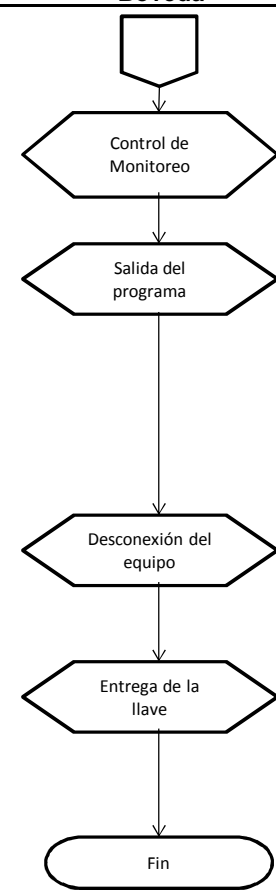 Control de
Monitoreo
Salida del
programa
Desconexión del
equipo
Entrega de la
llave
Fin